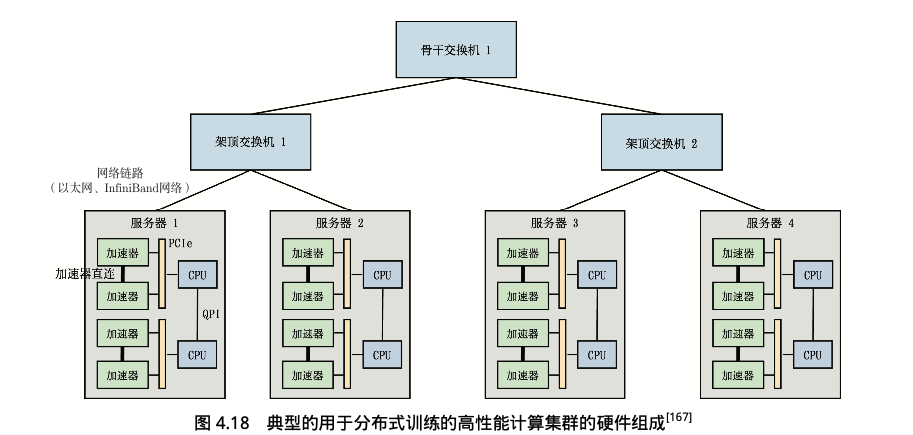 骨干交换机 1
架顶交换机 1
架顶交换机 2
网络链路
（以太网、InfiniBand网络）
服务器 1
服务器 2
服务器 3
服务器 4
加速器
PCIe
加速器直连
CPU
加速器
QPI
加速器
CPU
加速器
加速器
CPU
加速器
加速器
CPU
加速器
加速器
CPU
加速器
加速器
CPU
加速器
加速器
CPU
加速器
加速器
CPU
加速器
图 4.18 典型的用于分布式训练的高性能计算集群的硬件组成[167]